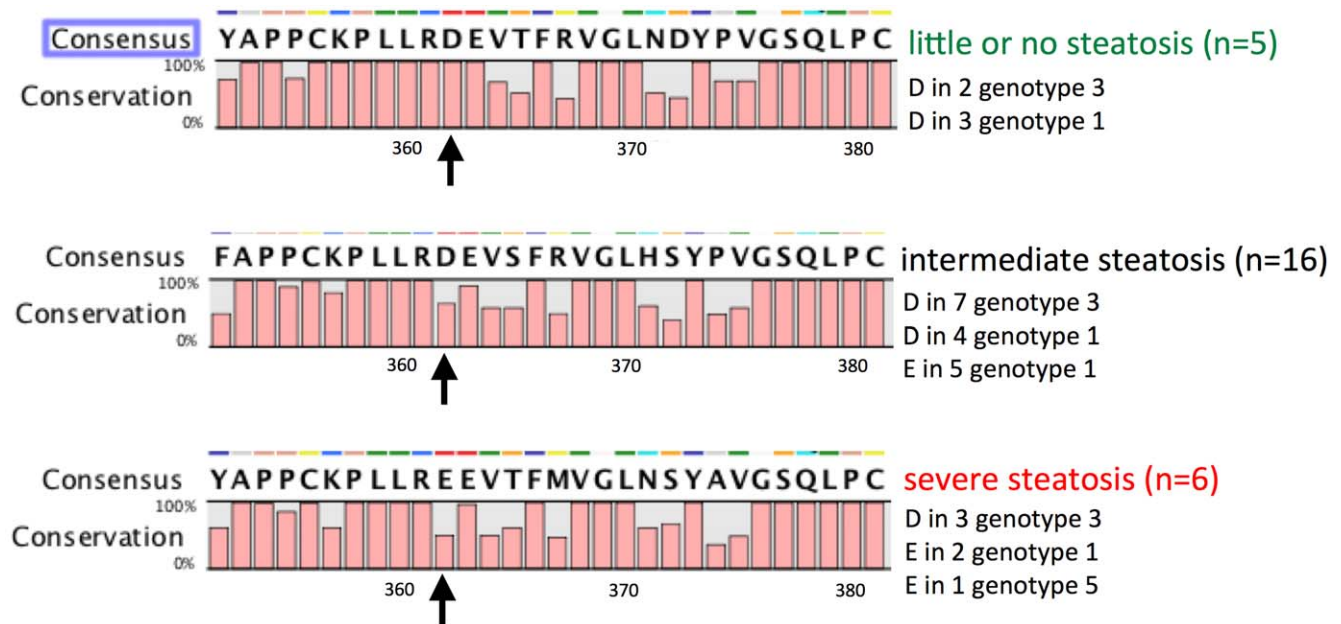 Consensus YAPPCKPLLRDEVTFRVGLNDYPVGSQLPC little or no steatosis (n=5)
100%
Conservation
0%
D in 2 genotype 3
D in 3 genotype 1
360 370 380
Consensus FAPPCKPLLRDEVSFRVGLHSYPVGSQLPC intermediate steatosis (n=16)
100%
Conservation
0%
D in 7 genotype 3
D in 4 genotype 1
E in 5 genotype 1
360 370 380
Consensus YAPPCKPLLREEVTFMVGLNSYAVGSQLPC severe steatosis (n=6)
100%
Conservation
0%
D in 3 genotype 3
E in 2 genotype 1
E in 1 genotype 5
360 370 380